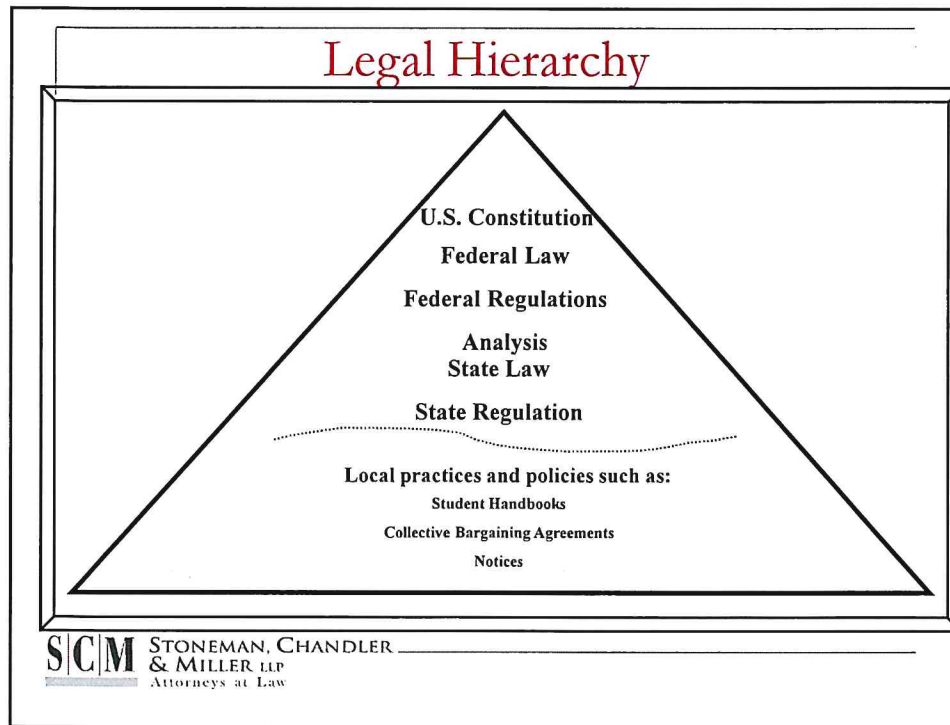 Legal Hierarchy
U.S. Constitution
Federal Law
Federal Regulations
Analysis
State Law
State Regulation
Local practices and policies such as:
Student Handbooks
Collective Bargaining Agreements
Notices
S|C|M STONEMAN, CHANDLER
& MILLER LLP
Attorneys at Law